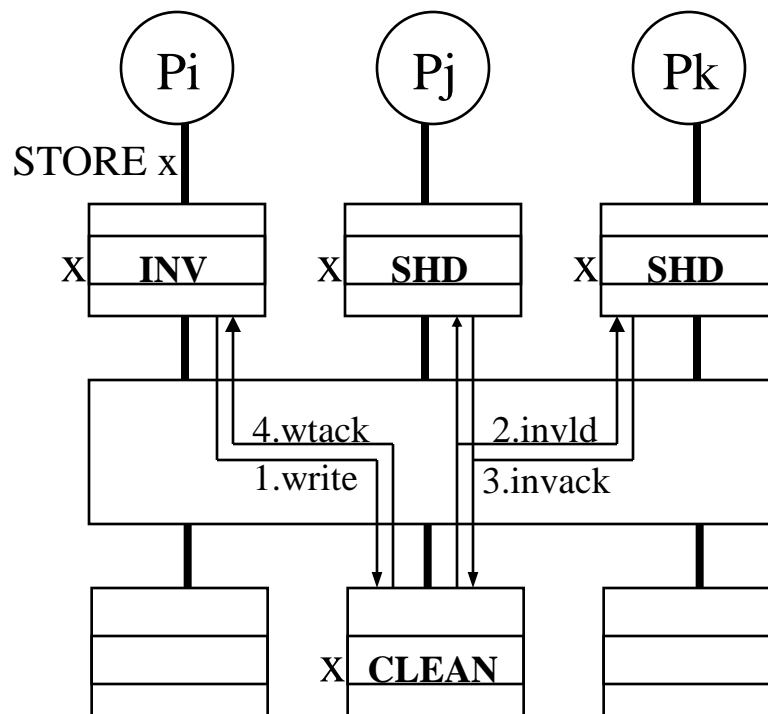 Pi Pj Pk
STORE x
X INV X SHD X SHD
4.wtack 2.invld
1.write 3.invack
X CLEAN